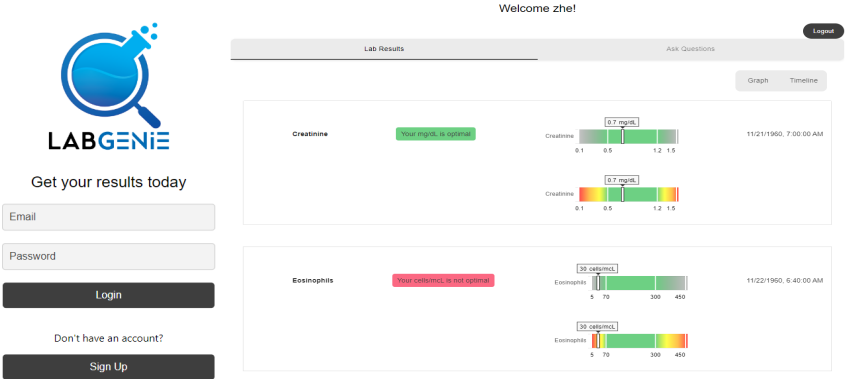 LABGENiE
Get your results today
Email
Password
Login
Don't have an account?
Sign Up
Welcome zhe!
Logout
Lab Results
Ask Questions
Graph
Timeline
Creatinine
Your mg/dL is optimal
0.7 mg/dL
Creatinine
0.1 0.5 1.2 1.5
11/21/1960, 7:00:00 AM
0.7 mg/dL
Creatinine
0.1 0.5 1.2 1.5
Eosinophils
Your cells/mcL is not optimal
30 cells/mcL
Eosinophils
5 70 300 450
11/22/1960, 6:40:00 AM
30 cells/mcL
Eosinophils
5 70 300 450